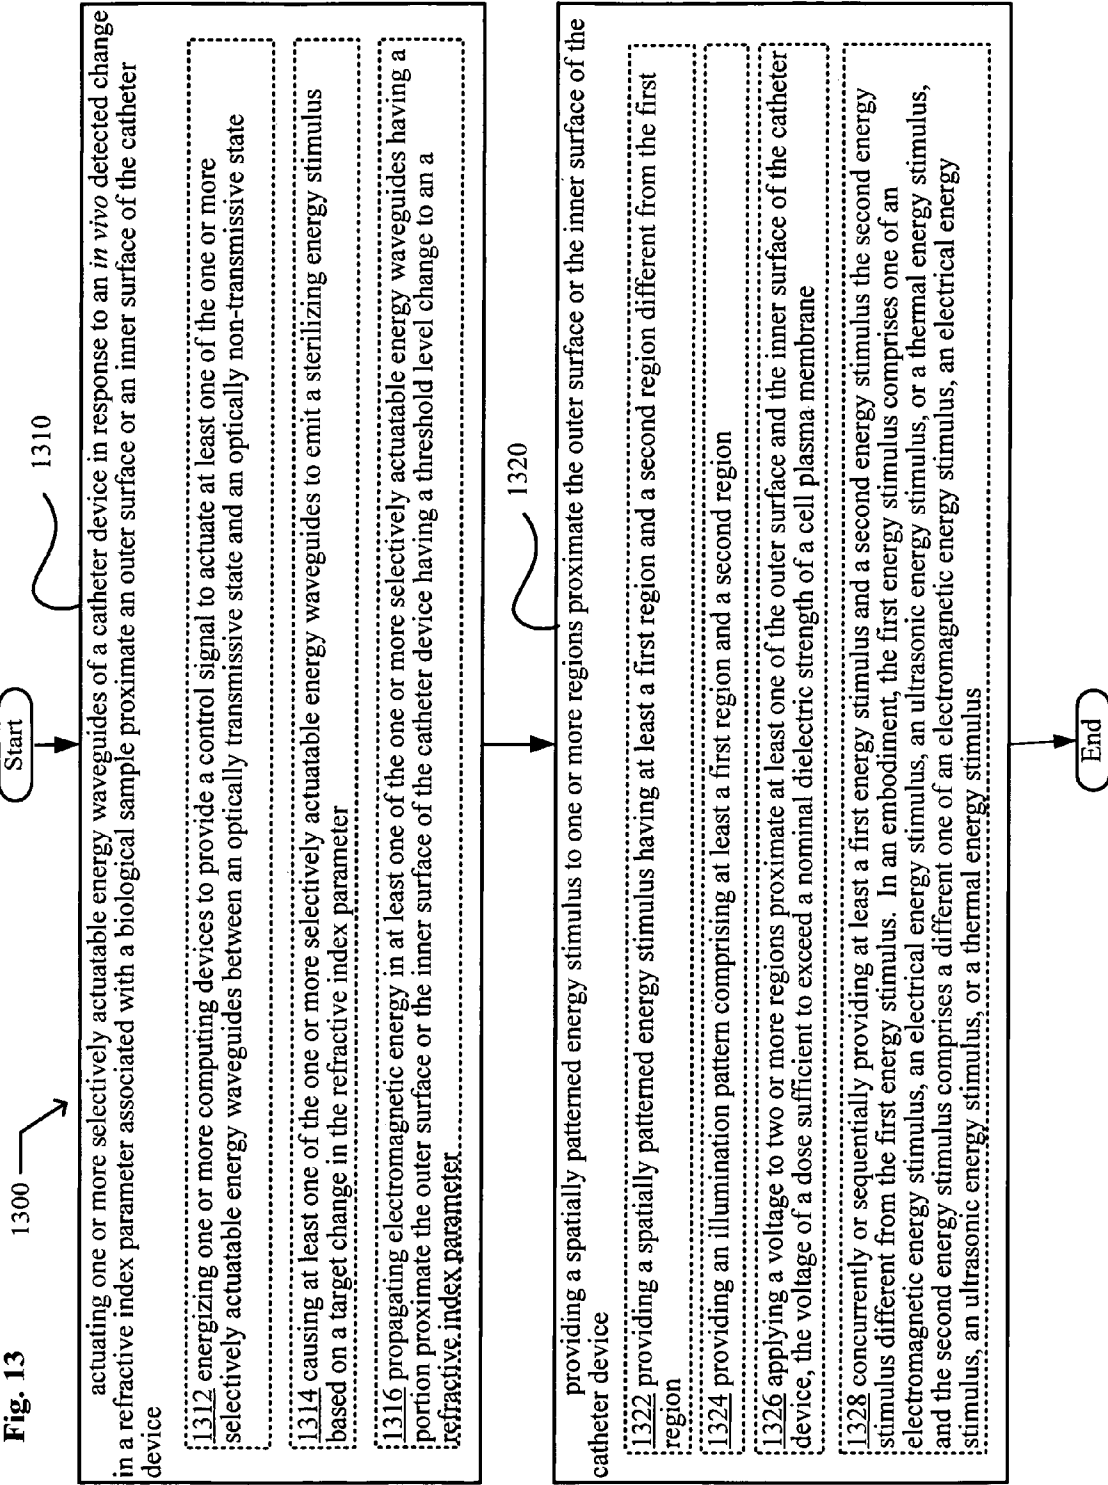 Fig. 13
1300
Start
1310
actuating one or more selectively actuatable energy waveguides of a catheter device in response to an in vivo detected change
in a refractive index parameter associated with a biological sample proximate an outer surface or an inner surface of the catheter
device
1312 energizing one or more computing devices to provide a control signal to actuate at least one of the one or more
selectively actuatable energy waveguides between an optically transmissive state and an optically non-transmissive state
1314 causing at least one of the one or more selectively actuatable energy waveguides to emit a sterilizing energy stimulus
based on a target change in the refractive index parameter
1316 propagating electromagnetic energy in at least one of the one or more selectively actuatable energy waveguides having a
portion proximate the outer surface or the inner surface of the catheter device having a threshold level change to an a
refractive index parameter
1320
providing a spatially patterned energy stimulus to one or more regions proximate the outer surface or the inner surface of the
catheter device
1322 providing a spatially patterned energy stimulus having at least a first region and a second region different from the first
region
1324 providing an illumination pattern comprising at least a first region and a second region
1326 applying a voltage to two or more regions proximate at least one of the outer surface and the inner surface of the catheter
device, the voltage of a dose sufficient to exceed a nominal dielectric strength of a cell plasma membrane
1328 concurrently or sequentially providing at least a first energy stimulus and a second energy stimulus the second energy
stimulus different from the first energy stimulus. In an embodiment, the first energy stimulus comprises one of an
electromagnetic energy stimulus, an electrical energy stimulus, an ultrasonic energy stimulus, or a thermal energy stimulus,
and the second energy stimulus comprises a different one of an electromagnetic energy stimulus, an electrical energy
stimulus, an ultrasonic energy stimulus, or a thermal energy stimulus
End